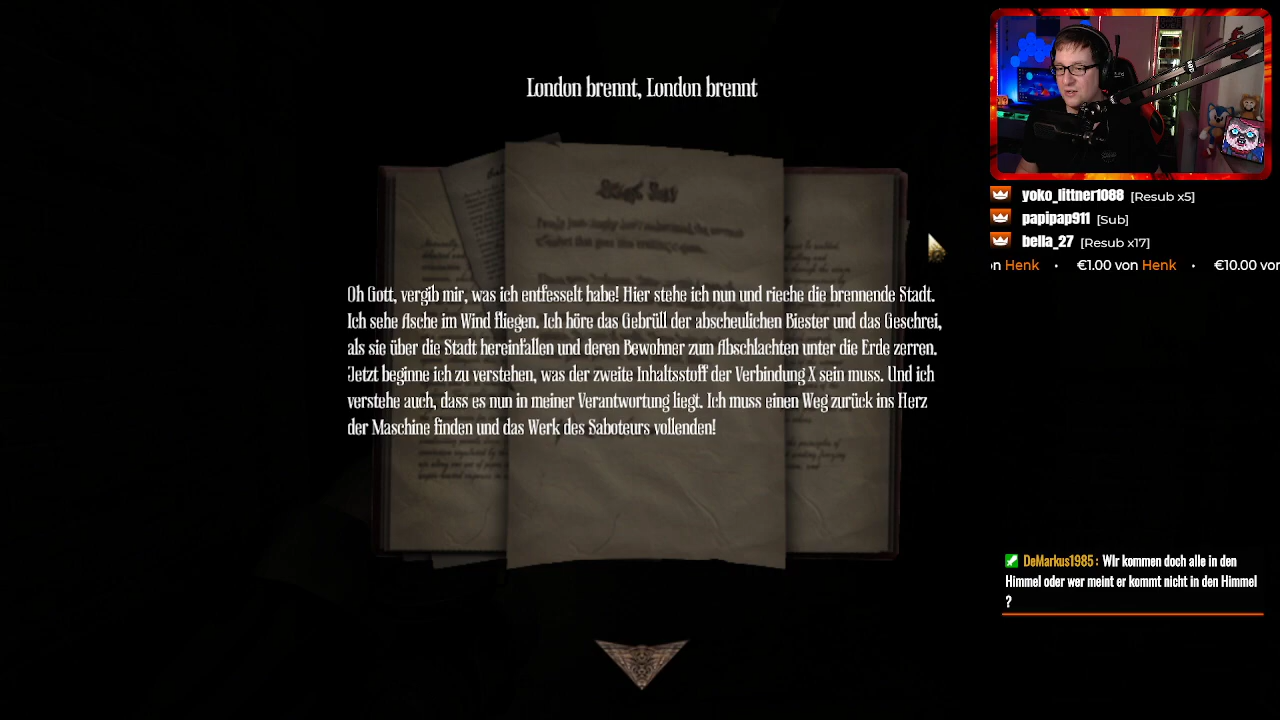 London brennt, London brennt
Oh Gott, vergib mir, was ich entfesselt habe! Hier stehe ich nun und rieche die brennende Stadt.
Ich sehe Asche im Wind fliegen. Ich höre das Gebrüll der abscheulichen Biester und das Geschrei,
als sie über die Stadt hereinfallen und deren Bewohner zum Abschlachten unter die Erde zerren.
Jetzt beginne ich zu verstehen, was der zweite Inhaltsstoff der Verbindung X sein muss. Und ich
verstehe auch, dass es nun in meiner Verantwortung liegt. Ich muss einen Weg zurück ins Herz
der Maschine finden und das Werk des Saboteurs vollenden!
yoko_littner1088 [Resub x5]
papipap911 [Sub]
bella_27 [Resub x17]
on Henk • €1.00 von Henk • €10.00 vor
DeMarkus1985: WIr kommen doch alle in den
Himmel oder wer meint er kommt nicht in den Himmel
?